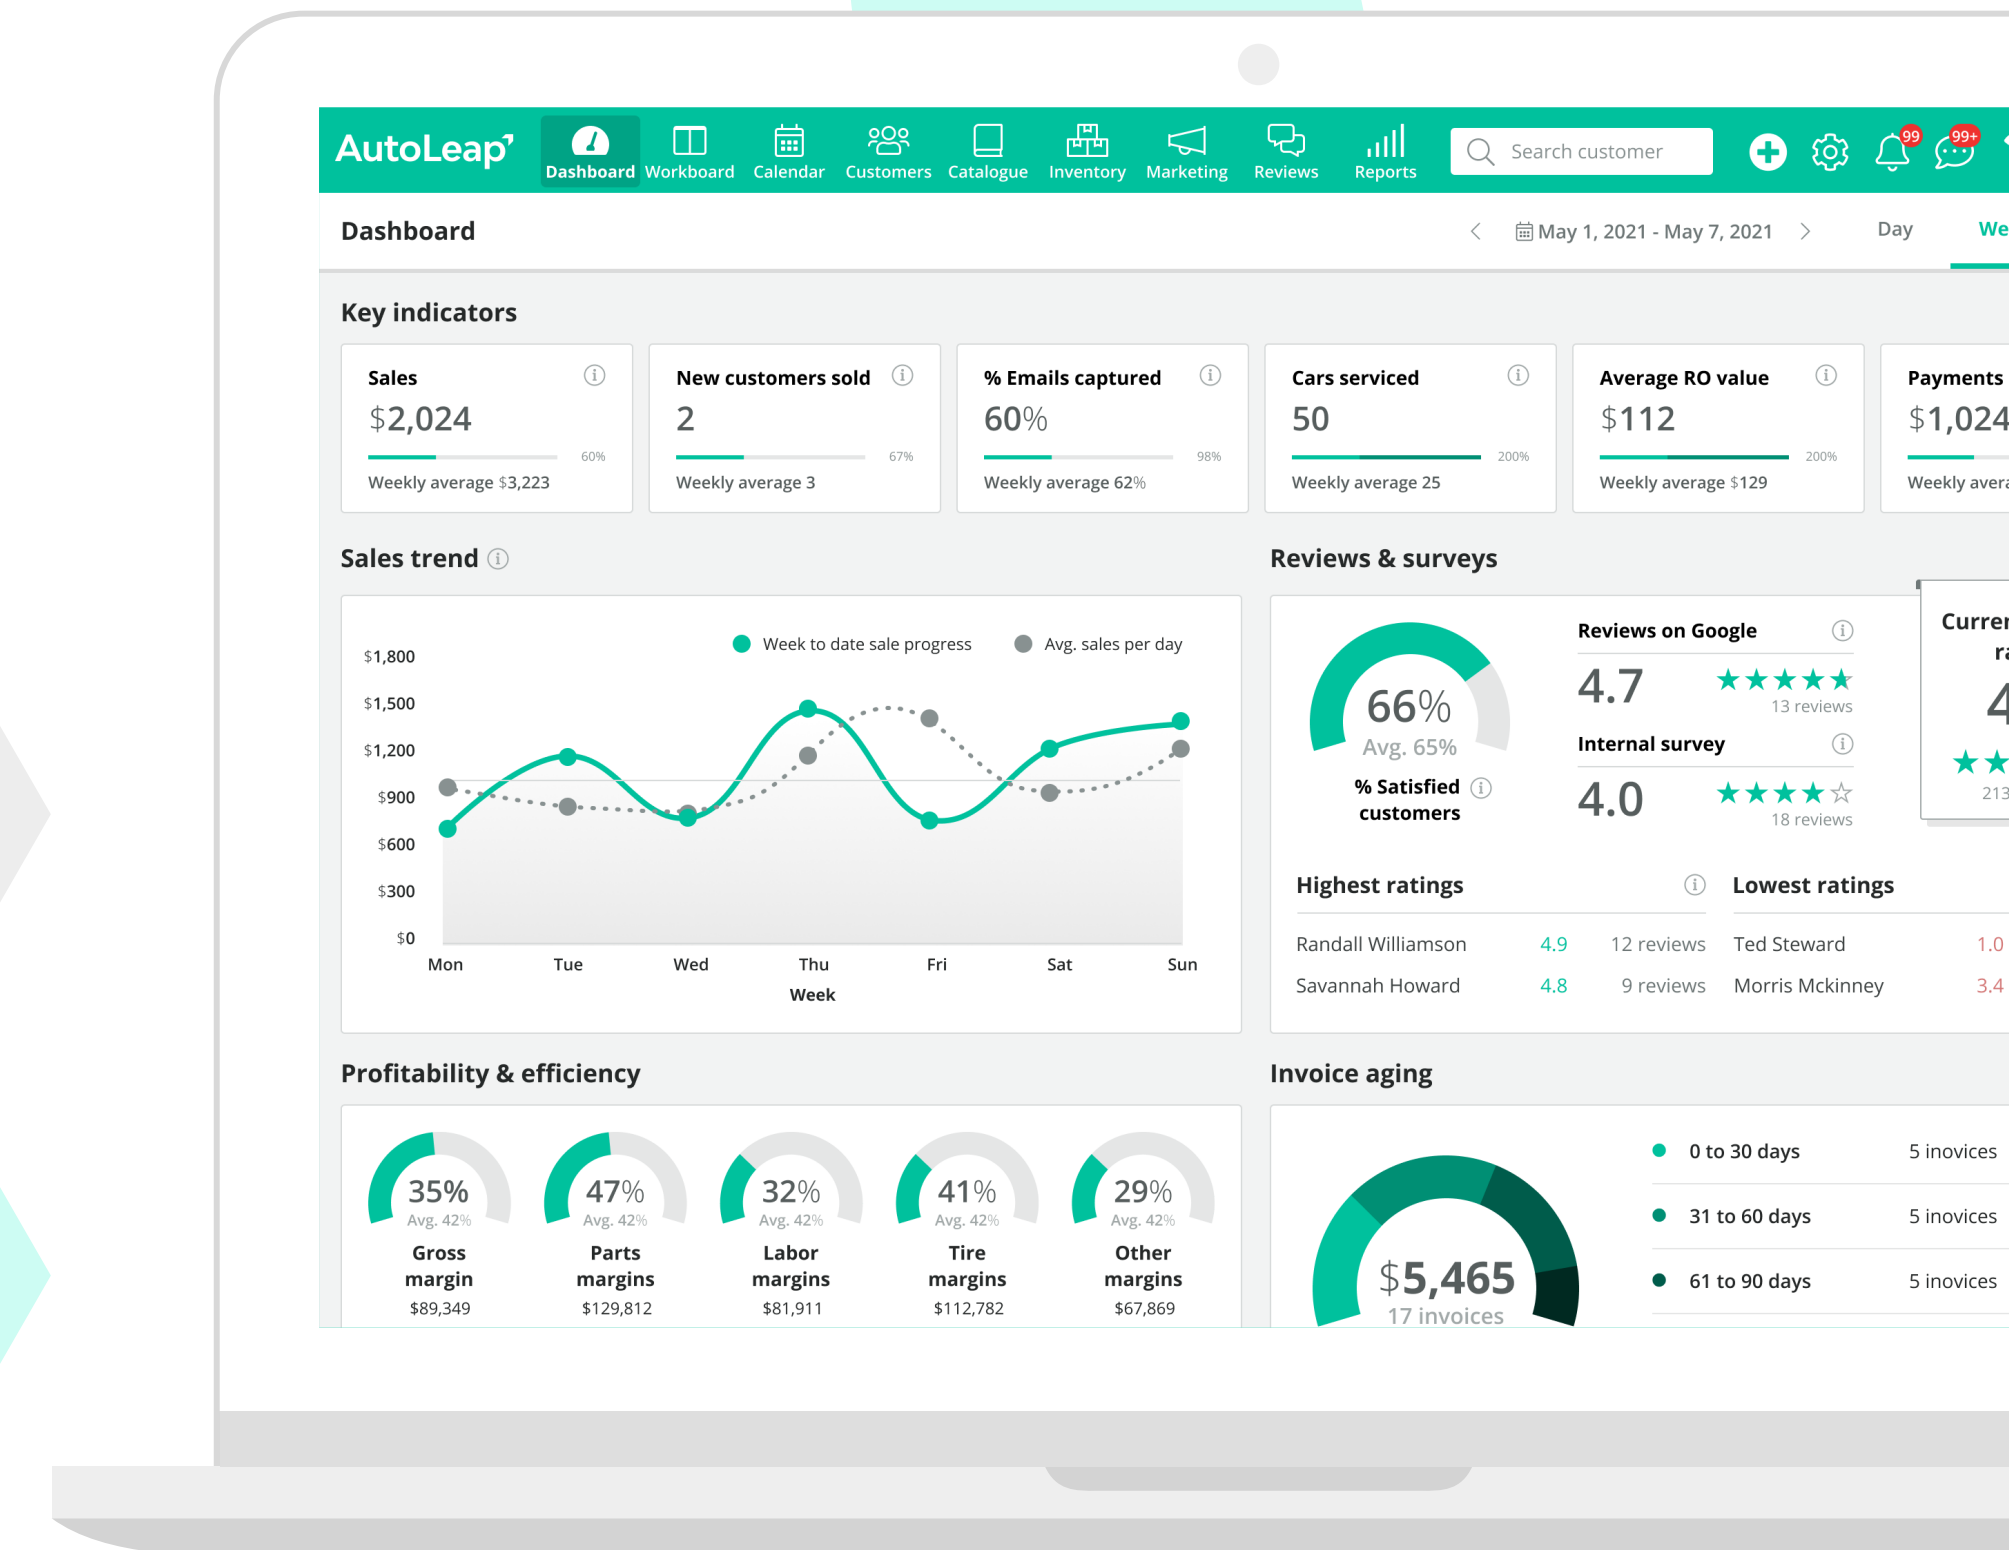 AutoLeap
Dashboard
Workboard
Calendar
Customers
Catalogue
Inventory
Marketing
Reviews
Reports
Search customer
99
99+
Dashboard
May 1, 2021 - May 7, 2021
Day
We
Key indicators
Sales
$2,024
60%
Weekly average $3,223
New customers sold
2
67%
Weekly average 3
% Emails captured
60%
98%
Weekly average 62%
Cars serviced
50
200%
Weekly average 25
Average RO value
$112
200%
Weekly average $129
Payments
$1,024
Weekly avera
Sales trend
Week to date sale progress
Avg. sales per day
$1,800
$1,500
$1,200
$900
$600
$300
$0
Mon Tue Wed Thu Fri Sat Sun
Week
Reviews & surveys
66%
Avg. 65%
% Satisfied
customers
Reviews on Google
4.7
13 reviews
Internal survey
4.0
18 reviews
Curren
ra
4
213
Highest ratings
Randall Williamson 4.9 12 reviews
Savannah Howard 4.8 9 reviews
Lowest ratings
Ted Steward 1.0
Morris Mckinney 3.4
Profitability & efficiency
35%
Avg. 42%
Gross
margin
$89,349
47%
Avg. 42%
Parts
margins
$129,812
32%
Avg. 42%
Labor
margins
$81,911
41%
Avg. 42%
Tire
margins
$112,782
29%
Avg. 42%
Other
margins
$67,869
Invoice aging
$5,465
17 invoices
0 to 30 days 5 inovices
31 to 60 days 5 inovices
61 to 90 days 5 inovices